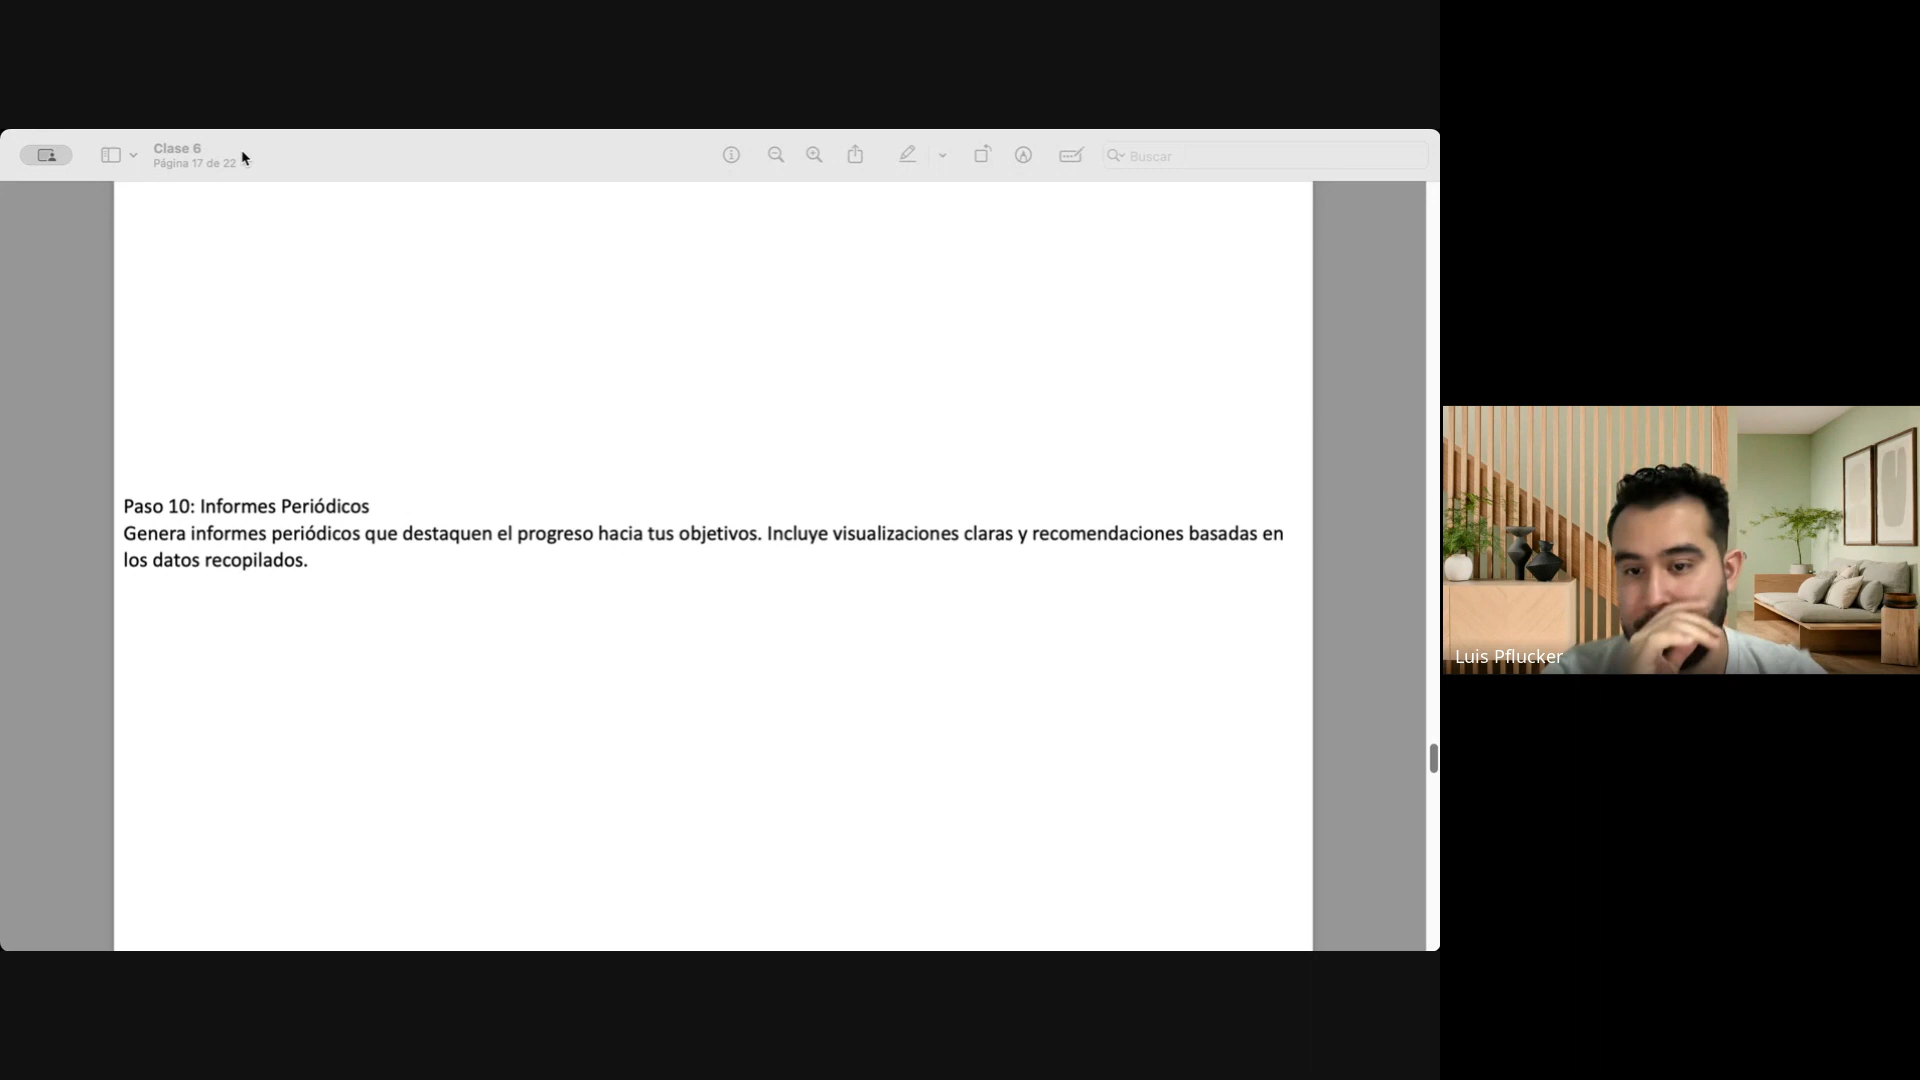 Clase 6
Página 17 de 22
Buscar
Paso 10: Informes Periódicos
Genera informes periódicos que destaquen el progreso hacia tus objetivos. Incluye visualizaciones claras y recomendaciones basadas en
los datos recopilados.
Luis Pflucker